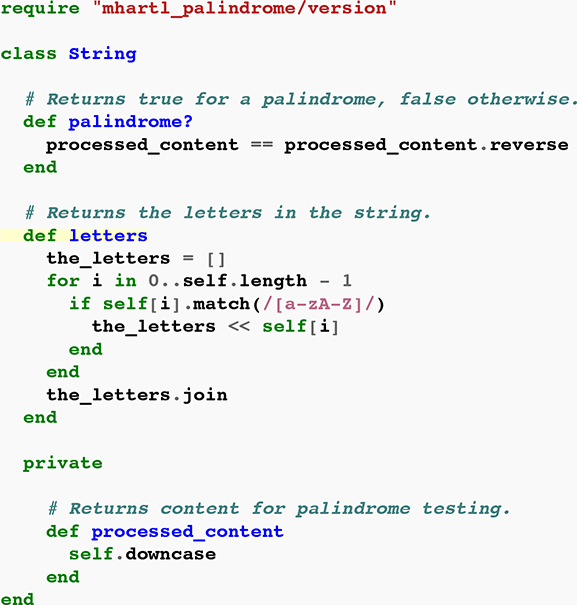 require "mhartl_palindrome/version"
class String
# Returns true for a palindrome, false otherwise.
def palindrome?
processed_content == processed_content.reverse
end
# Returns the letters in the string.
def letters
the_letters = []
for i in 0..self.length - 1
if self[i].match(/[a-zA-Z]/)
the_letters << self[i]
end
end
the_letters.join
end
private
# Returns content for palindrome testing.
def processed_content
self.downcase
end
end